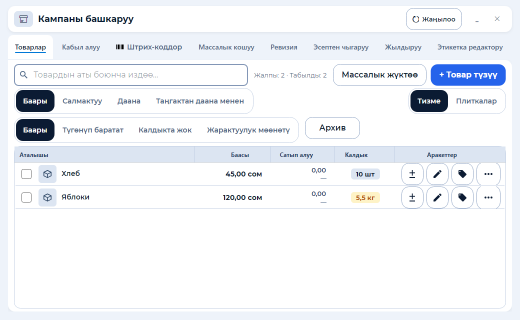 Кампаны башкаруу
Жаңылоо
Товарлар
Кабыл алуу
Штрих-коддор
Массалык кошуу
Ревизия
Эсептен чыгаруу
Жылдыруу
Этикетка редактору
Товардын аты боюнча издөө...
Жалпы: 2 · Табылды: 2
Массалык жүктөө
+ Товар түзүү
Баары
Салмактуу
Даана
Таңгактан даана менен
Тизме
Плиткалар
Баары
Түгөнүп баратат
Калдыкта жок
Жарактуулук мөөнөтү
Архив
Аталышы
Баасы
Сатып алуу
Калдык
Аракеттер
Хлеб
45,00 сом
0,00
—
10 шт
Яблоки
120,00 сом
0,00
—
5,5 кг